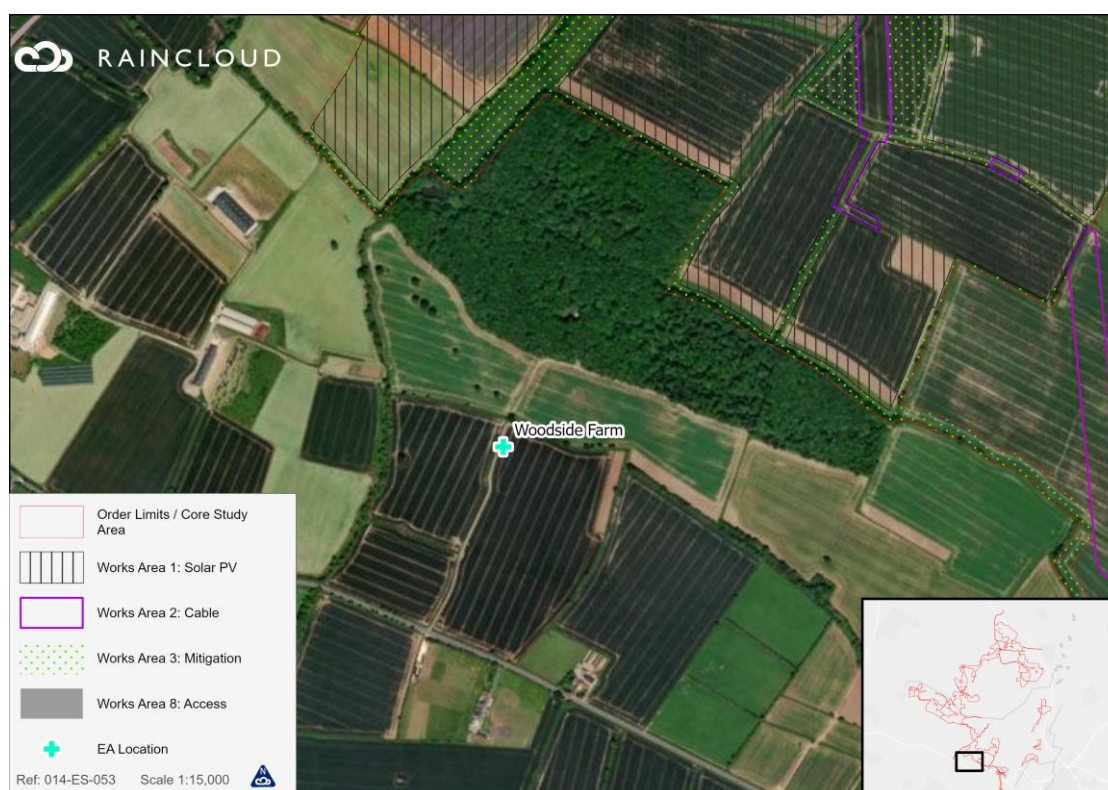 RAINCLOUD
Woodside Farm
Order Limits / Core Study
Area
Works Area 1: Solar PV
Works Area 2: Cable
Works Area 3: Mitigation
Works Area 8: Access
EA Location
Ref: 014-ES-053 Scale 1:15,000 N